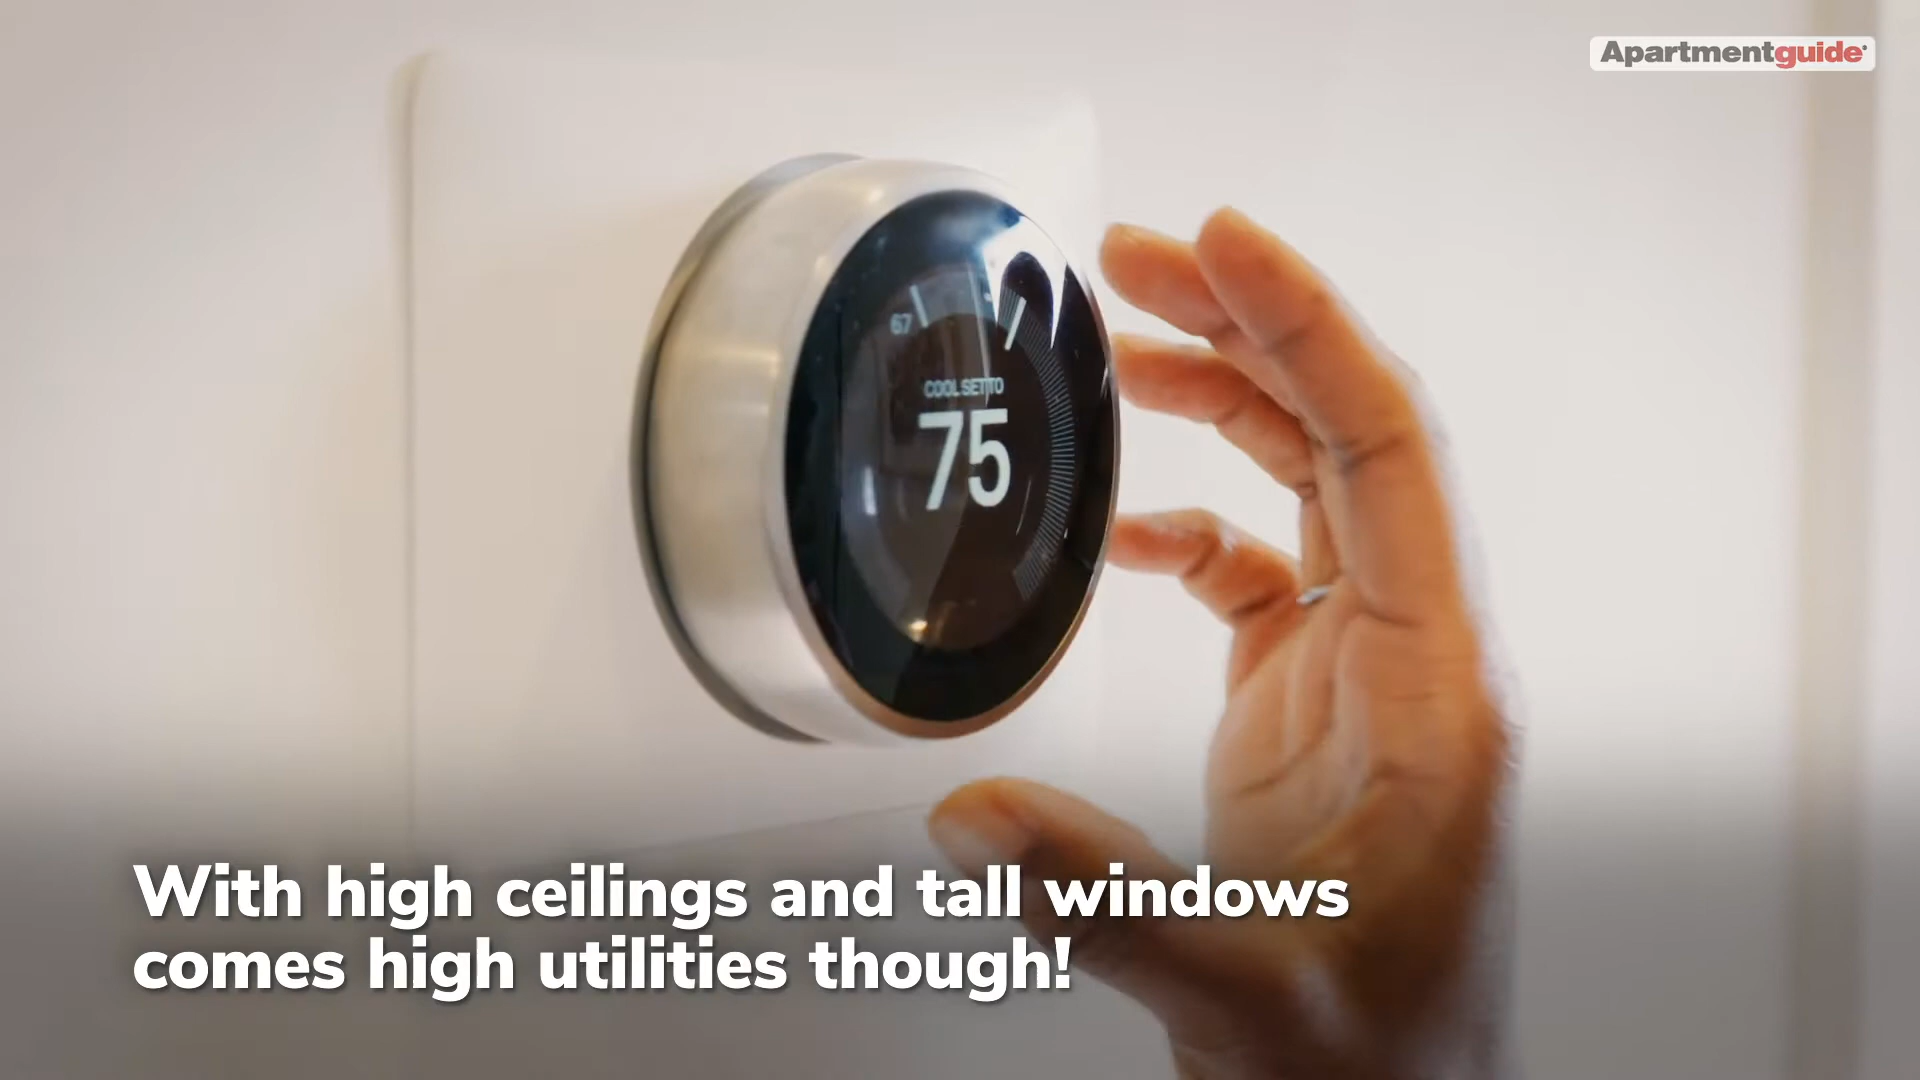 Apartmentguide
67
COOL SET TO
75
With high ceilings and tall windows
comes high utilities though!